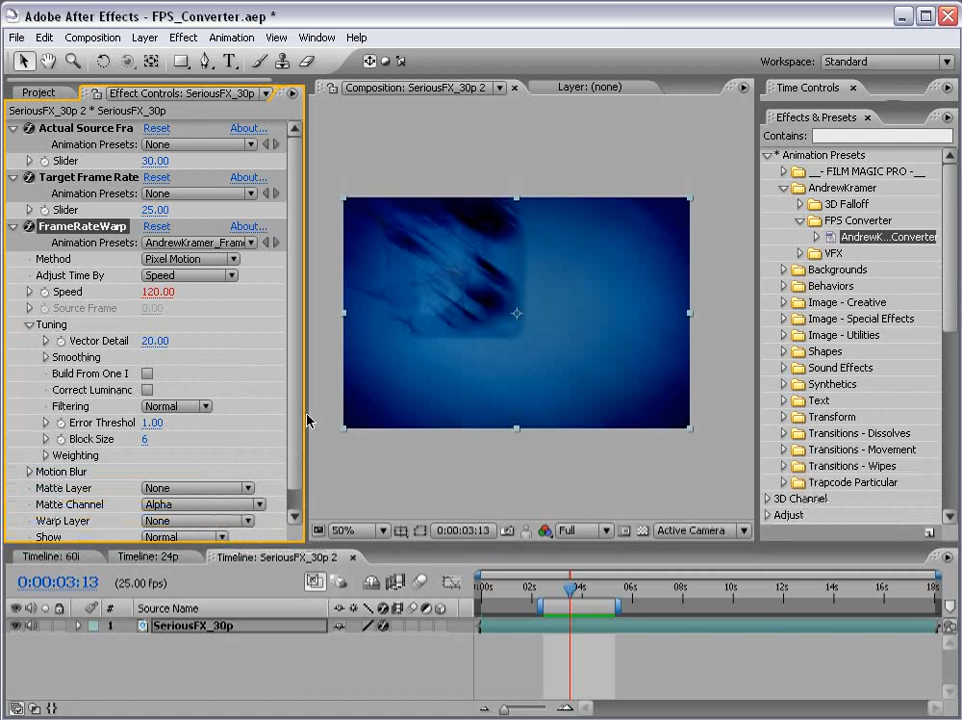 Adobe After Effects - FPS_Converter.aep *
File Edit Composition Layer Effect Animation View Window Help
Workspace: Standard
Project Effect Controls: SeriousFX_30p
SeriousFX_30p 2 * SeriousFX_30p
Actual Source Fra Reset About...
Animation Presets: None
Slider 30.00
Target Frame Rate Reset About...
Animation Presets: None
Slider 25.00
FrameRateWarp Reset About...
Animation Presets: AndrewKramer_Fram
Method Pixel Motion
Adjust Time By Speed
Speed 120.00
Source Frame 0.00
Tuning
Vector Detail 20.00
Smoothing
Build From One I
Correct Luminanc
Filtering Normal
Error Threshol 1.00
Block Size 6
Weighting
Motion Blur
Matte Layer None
Matte Channel Alpha
Warp Layer None
Show Normal
Composition: SeriousFX_30p 2 Layer: (none)
50% 0:00:03:13 Full Active Camera
Time Controls
Effects & Presets
Contains:
* Animation Presets
__- FILM MAGIC PRO -__
AndrewKramer
3D Falloff
FPS Converter
AndrewK...Converter
VFX
Backgrounds
Behaviors
Image - Creative
Image - Special Effects
Image - Utilities
Shapes
Sound Effects
Synthetics
Text
Transform
Transitions - Dissolves
Transitions - Movement
Transitions - Wipes
Trapcode Particular
3D Channel
Adjust
Timeline: 60i Timeline: 24p Timeline: SeriousFX_30p 2
0:00:03:13 (25.00 fps)
:00s 02s 04s 06s 08s 10s 12s 14s 16s 18s
# Source Name
1 SeriousFX_30p